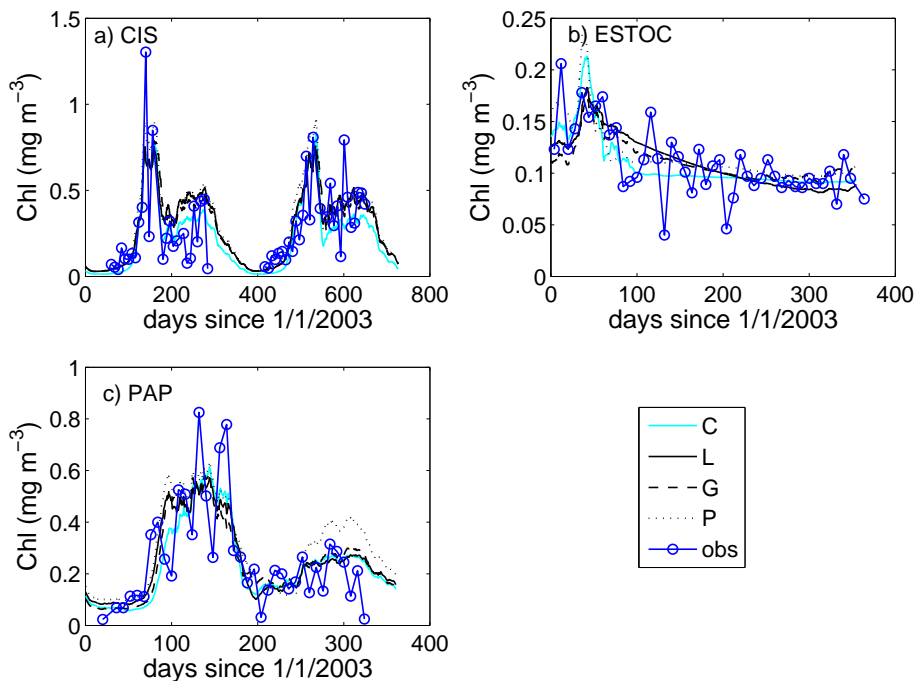 a) CIS
Chl (mg m⁻³)
1.5
1
0.5
0
0 200 400 600 800
days since 1/1/2003
b) ESTOC
Chl (mg m⁻³)
0.25
0.2
0.15
0.1
0.05
0
0 100 200 300 400
days since 1/1/2003
c) PAP
Chl (mg m⁻³)
1
0.8
0.6
0.4
0.2
0
0 100 200 300 400
days since 1/1/2003
C
L
G
P
obs